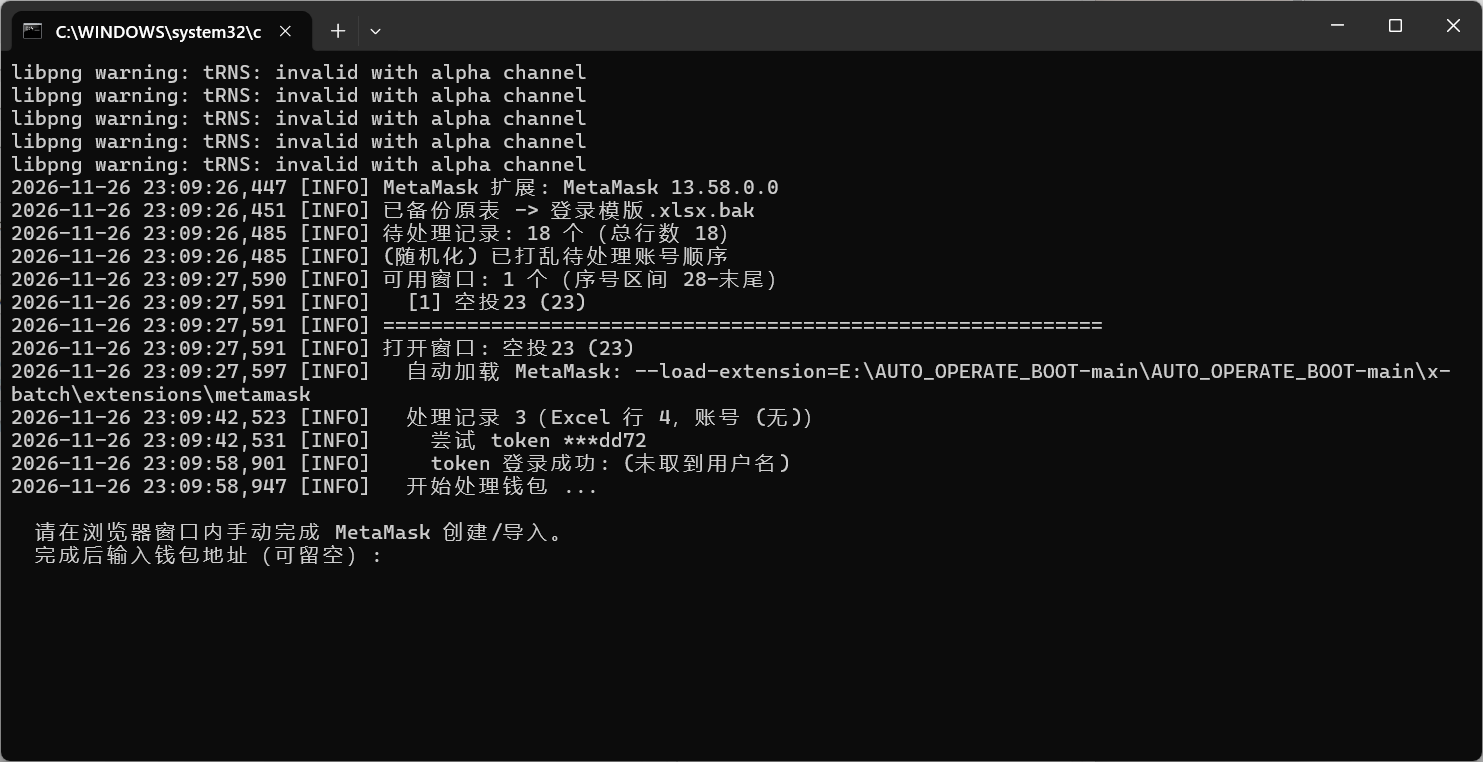 C:\WINDOWS\system32\c
libpng warning: tRNS: invalid with alpha channel
libpng warning: tRNS: invalid with alpha channel
libpng warning: tRNS: invalid with alpha channel
libpng warning: tRNS: invalid with alpha channel
libpng warning: tRNS: invalid with alpha channel
2026-11-26 23:09:26,447 [INFO] MetaMask 扩展: MetaMask 13.58.0.0
2026-11-26 23:09:26,451 [INFO] 已备份原表 -> 登录模版.xlsx.bak
2026-11-26 23:09:26,485 [INFO] 待处理记录: 18 个 (总行数 18)
2026-11-26 23:09:26,485 [INFO] (随机化) 已打乱待处理账号顺序
2026-11-26 23:09:27,590 [INFO] 可用窗口: 1 个 (序号区间 28-末尾)
2026-11-26 23:09:27,591 [INFO]   [1] 空投23 (23)
2026-11-26 23:09:27,591 [INFO] ============================================================
2026-11-26 23:09:27,591 [INFO] 打开窗口: 空投23 (23)
2026-11-26 23:09:27,597 [INFO]   自动加载 MetaMask: --load-extension=E:\AUTO_OPERATE_BOOT-main\AUTO_OPERATE_BOOT-main\x-
batch\extensions\metamask
2026-11-26 23:09:42,523 [INFO]   处理记录 3 (Excel 行 4, 账号 (无))
2026-11-26 23:09:42,531 [INFO]     尝试 token ***dd72
2026-11-26 23:09:58,901 [INFO]     token 登录成功: (未取到用户名)
2026-11-26 23:09:58,947 [INFO]   开始处理钱包 ...
请在浏览器窗口内手动完成 MetaMask 创建/导入。
完成后输入钱包地址 (可留空) :